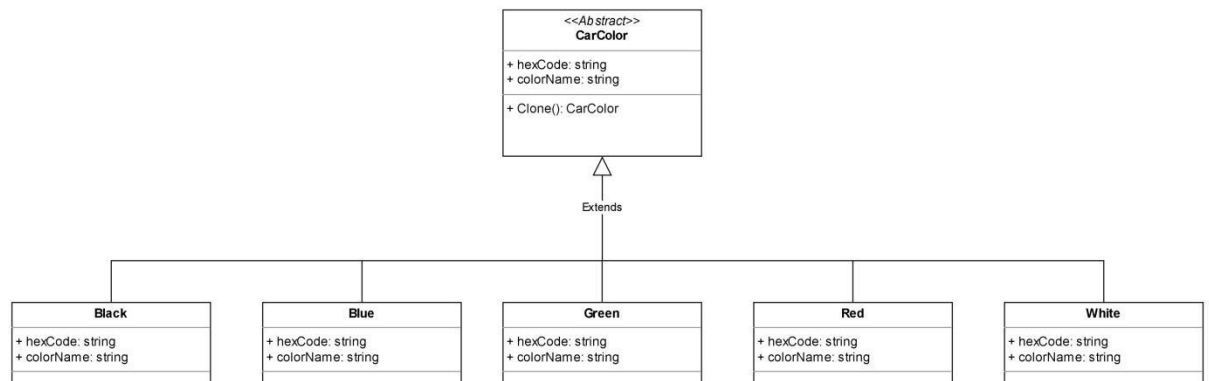 <<Abstract>>
CarColor
+ hexCode: string
+ colorName: string
+ Clone(): CarColor
Extends
Black
+ hexCode: string
+ colorName: string
Blue
+ hexCode: string
+ colorName: string
Green
+ hexCode: string
+ colorName: string
Red
+ hexCode: string
+ colorName: string
White
+ hexCode: string
+ colorName: string